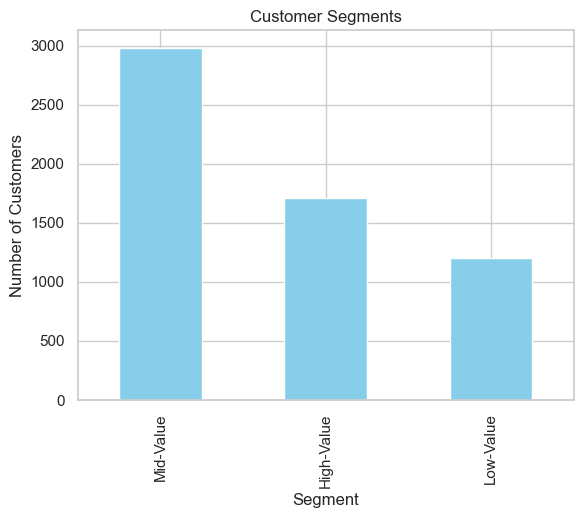 Customer Segments
Number of Customers
3000
2500
2000
1500
1000
500
0
Mid-Value
High-Value
Low-Value
Segment